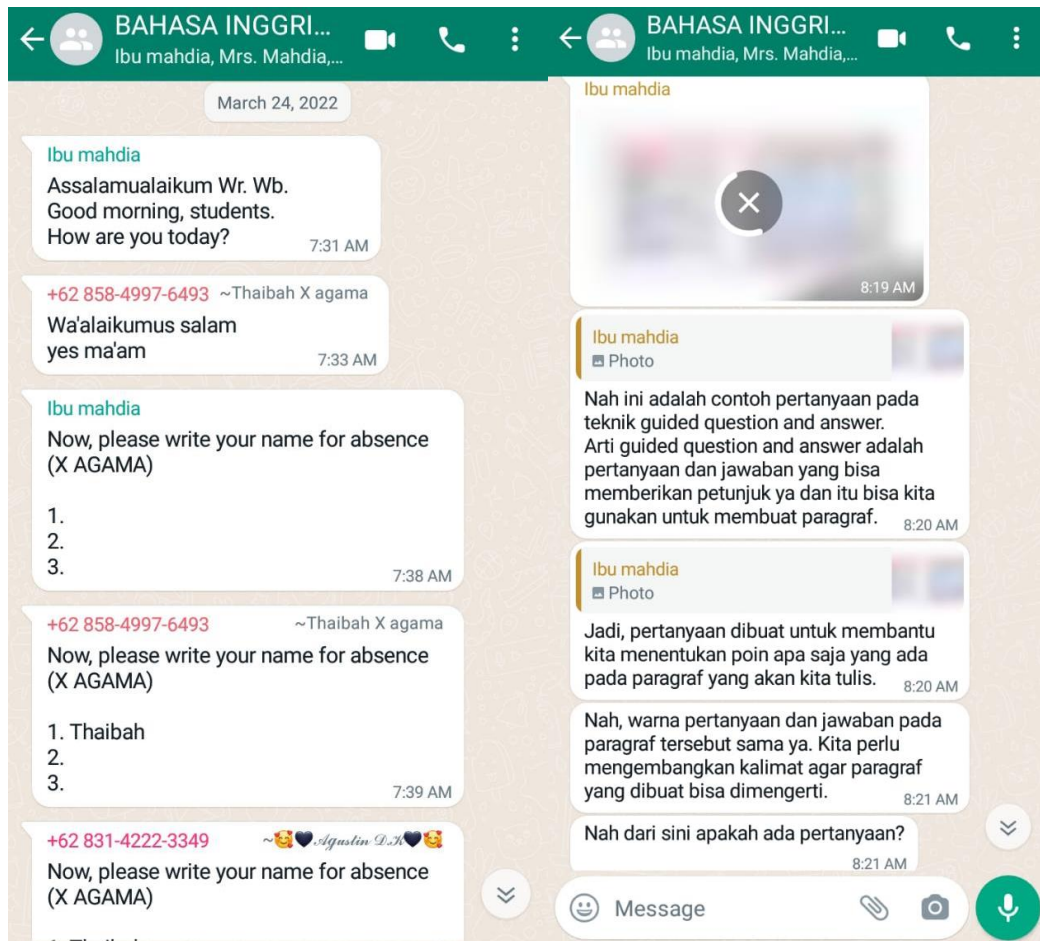 BAHASA INGGRI...
Ibu mahdia, Mrs. Mahdia,...
March 24, 2022
Ibu mahdia
Assalamualaikum Wr. Wb.
Good morning, students.
How are you today?
7:31 AM
+62 858-4997-6493 ~Thaibah X agama
Wa'alaikumus salam
yes ma'am
7:33 AM
Ibu mahdia
Now, please write your name for absence
(X AGAMA)
1.
2.
3.
7:38 AM
+62 858-4997-6493 ~Thaibah X agama
Now, please write your name for absence
(X AGAMA)
1. Thaibah
2.
3.
7:39 AM
+62 831-4222-3349 ~🥰🖤𝒜𝓰𝓾𝓼𝓽𝓲𝓷 𝒟.𝒦🖤🥰
Now, please write your name for absence
(X AGAMA)
BAHASA INGGRI...
Ibu mahdia, Mrs. Mahdia,...
Ibu mahdia
8:19 AM
Ibu mahdia
Photo
Nah ini adalah contoh pertanyaan pada
teknik guided question and answer.
Arti guided question and answer adalah
pertanyaan dan jawaban yang bisa
memberikan petunjuk ya dan itu bisa kita
gunakan untuk membuat paragraf.
8:20 AM
Ibu mahdia
Photo
Jadi, pertanyaan dibuat untuk membantu
kita menentukan poin apa saja yang ada
pada paragraf yang akan kita tulis.
8:20 AM
Nah, warna pertanyaan dan jawaban pada
paragraf tersebut sama ya. Kita perlu
mengembangkan kalimat agar paragraf
yang dibuat bisa dimengerti.
8:21 AM
Nah dari sini apakah ada pertanyaan?
8:21 AM
Message